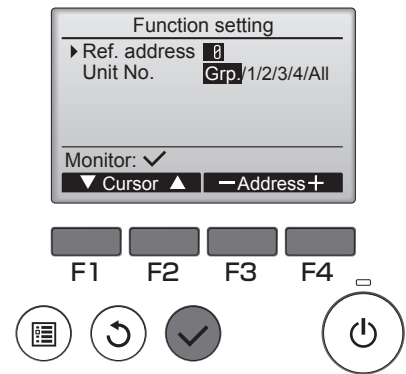 Function setting
Ref. address 0
Unit No. Grp./1/2/3/4/All
Monitor: ✓
▼ Cursor ▲ −Address+
F1 F2 F3 F4